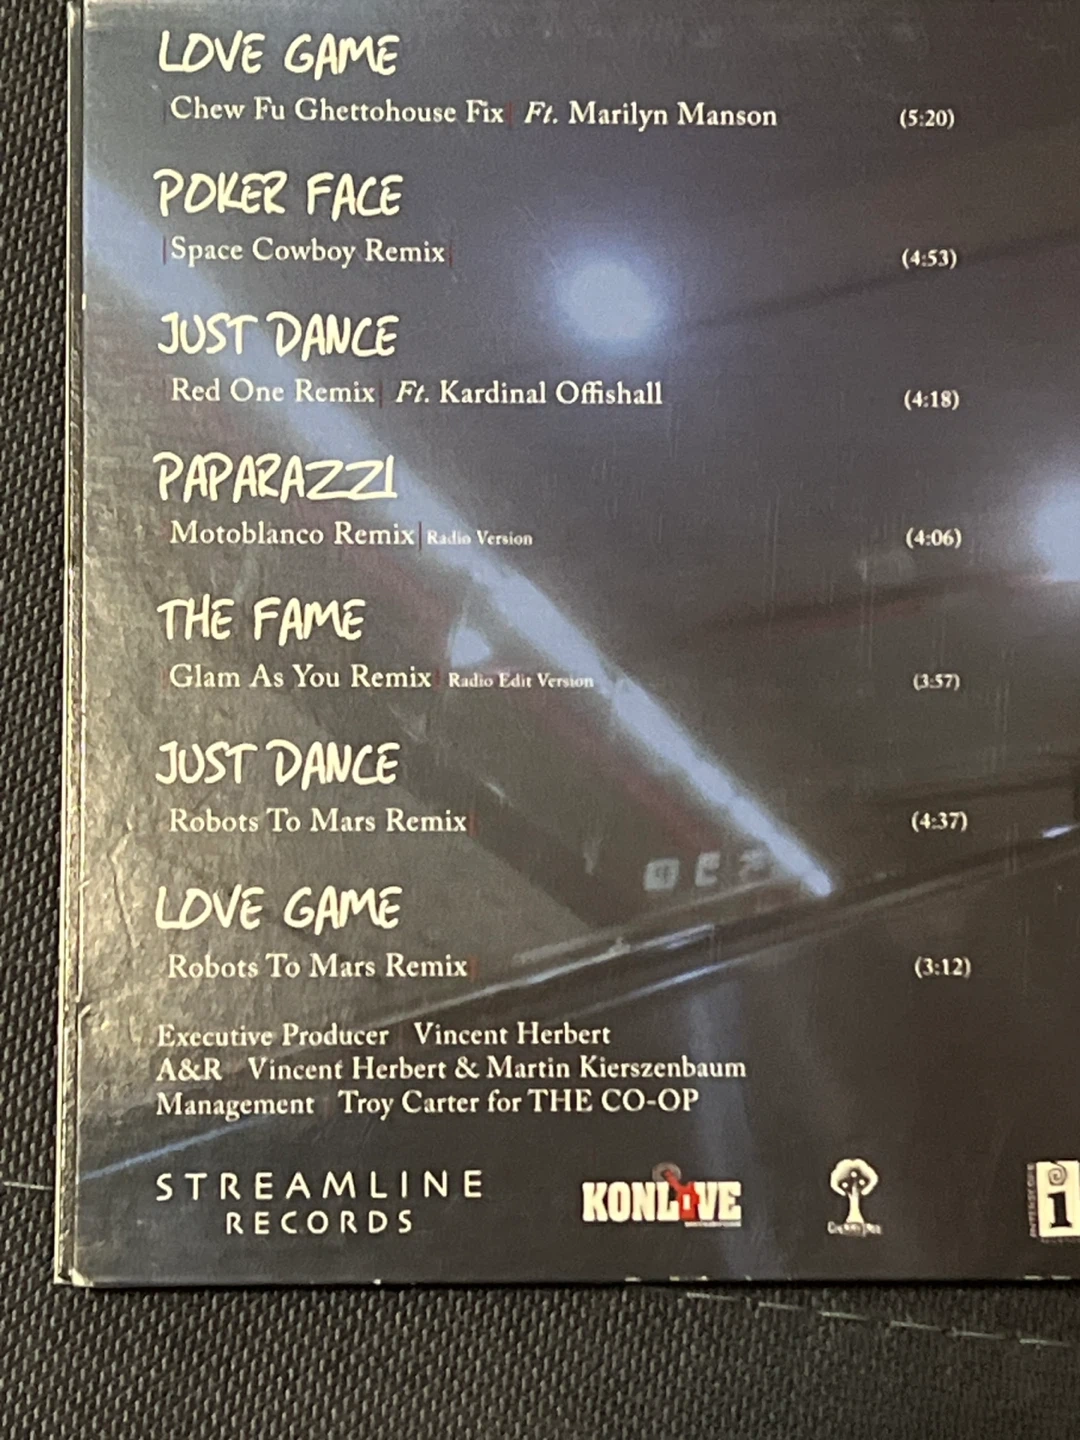 LOVE GAME
Chew Fu Ghettohouse Fix Ft. Marilyn Manson (5:20)
POKER FACE
Space Cowboy Remix (4:53)
JUST DANCE
Red One Remix Ft. Kardinal Offishall (4:18)
PAPARAZZI
Motoblanco Remix Radio Version (4:06)
THE FAME
Glam As You Remix Radio Edit Version (3:57)
JUST DANCE
Robots To Mars Remix (4:37)
LOVE GAME
Robots To Mars Remix (3:12)
Executive Producer Vincent Herbert
A&R Vincent Herbert & Martin Kierszenbaum
Management Troy Carter for THE CO-OP
STREAMLINE
RECORDS
KONLIVE
i